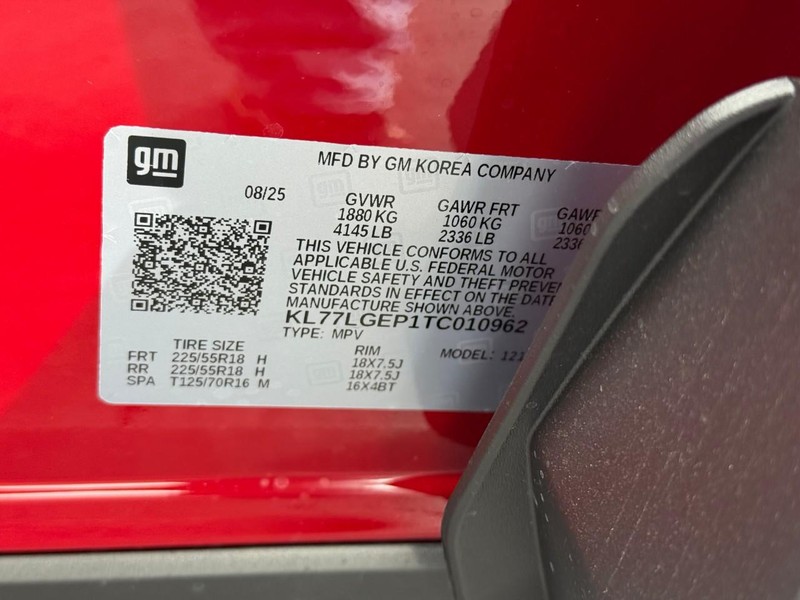 gm
MFD BY GM KOREA COMPANY
08/25
GVWR GAWR FRT
1880 KG 1060 KG
4145 LB 2336 LB 2336
THIS VEHICLE CONFORMS TO ALL
APPLICABLE U.S. FEDERAL MOTOR
VEHICLE SAFETY AND THEFT
STANDARDS IN EFFECT ON THE DATE
MANUFACTURE SHOWN ABOVE.
KL77LGEP1TC010962
TYPE: MPV
TIRE SIZE RIM MODEL:
FRT 225/55R18 H 18X7.5J
RR 225/55R18 H 18X7.5J
SPA T125/70R16 M 16X4BT